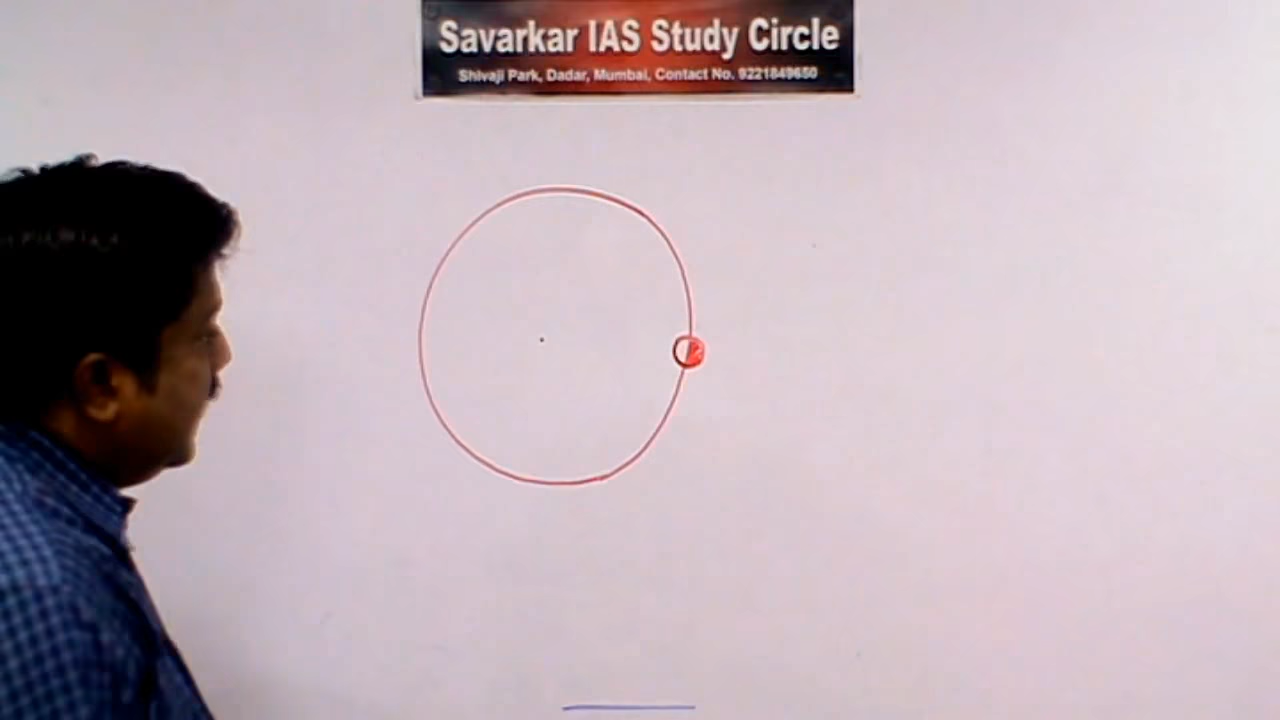 Savarkar IAS Study Circle
Shivaji Park, Dadar, Mumbai, Contact No. 9221849650